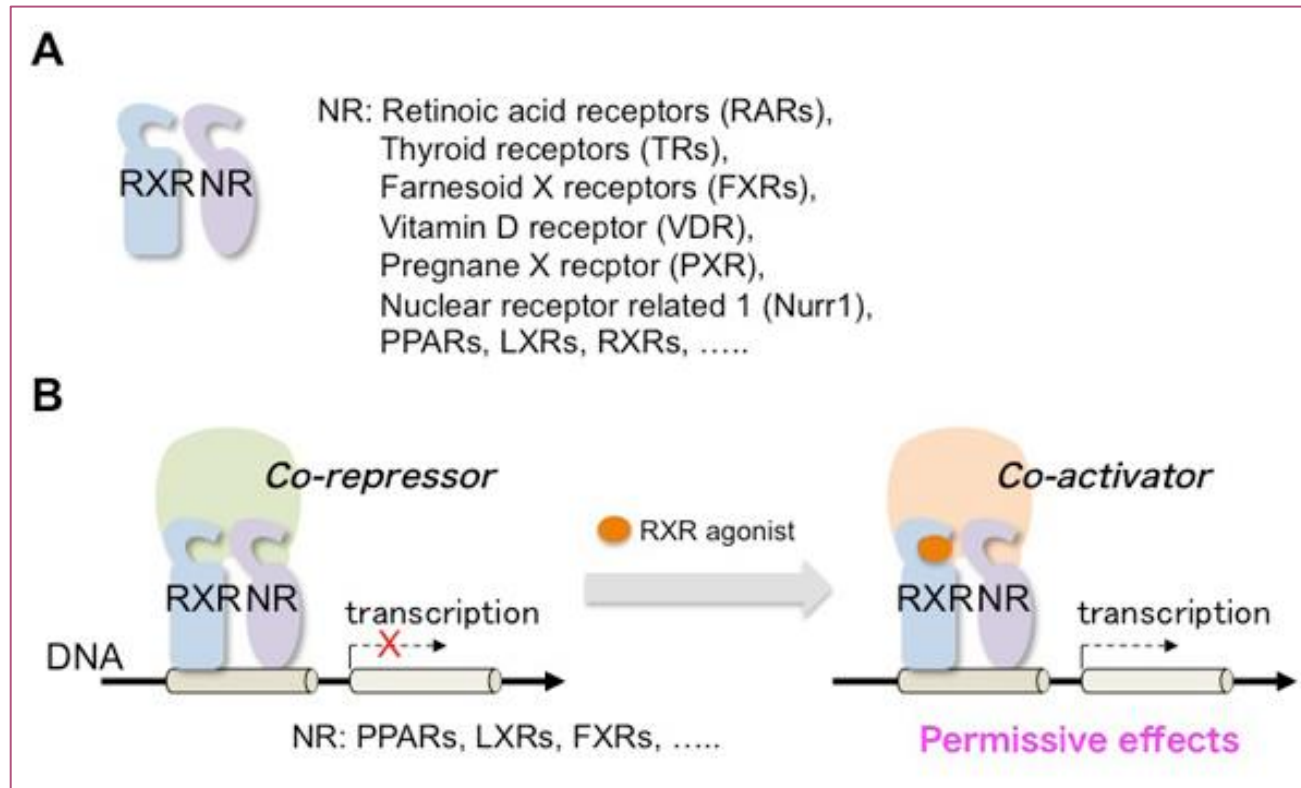 A
RXR NR
NR: Retinoic acid receptors (RARs),
Thyroid receptors (TRs),
Farnesoid X receptors (FXRs),
Vitamin D receptor (VDR),
Pregnane X recptor (PXR),
Nuclear receptor related 1 (Nurr1),
PPARs, LXRs, RXRs, …..
B
Co-repressor
RXR NR
transcription
X
DNA
NR: PPARs, LXRs, FXRs, …..
RXR agonist
Co-activator
RXR NR
transcription
Permissive effects